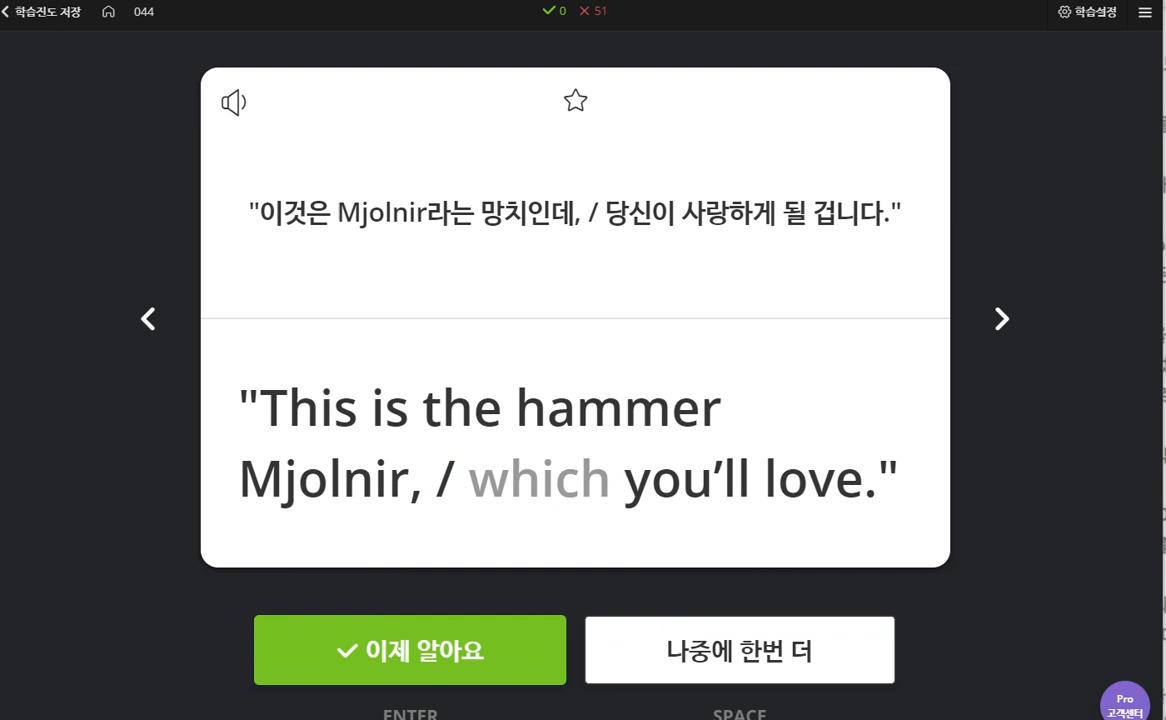 학습진도 저장 044 0 51 학습설정
"이것은 Mjolnir라는 망치인데, / 당신이 사랑하게 될 겁니다."
"This is the hammer
Mjolnir, / which you’ll love."
이제 알아요 나중에 한번 더
ENTER SPACE
Pro
고객센터